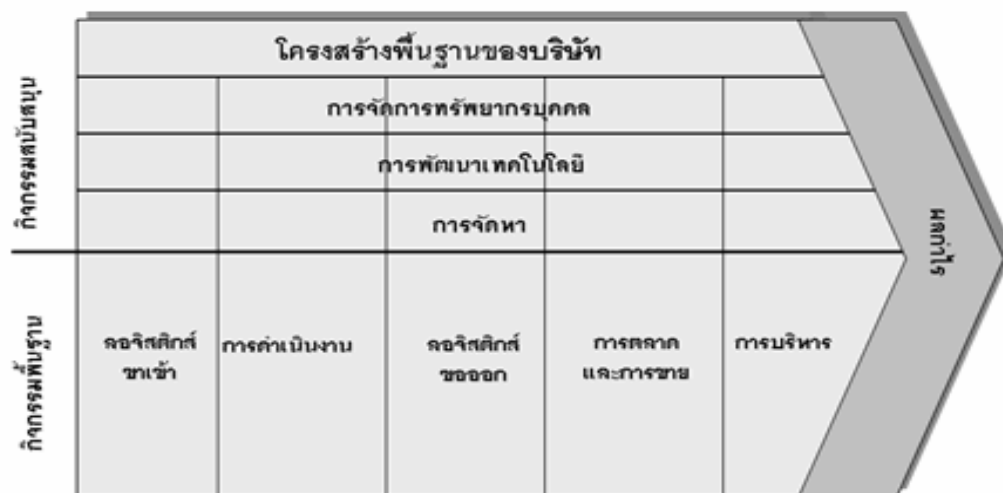 โครงสร้างพื้นฐานของบริษัท
การจัดการทรัพยากรบุคคล
การพัฒนาเทคโนโลยี
การจัดหา
กิจกรรมสนับสนุน
กิจกรรมพื้นฐาน
ลอจิสติกส์
ขาเข้า
การดำเนินงาน
ลอจิสติกส์
ขอออก
การตลาด
และการขาย
การบริหาร
ผลกำไร